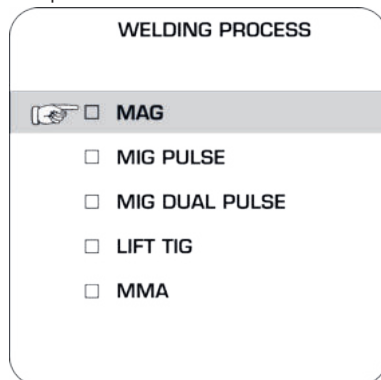 WELDING PROCESS
MAG
MIG PULSE
MIG DUAL PULSE
LIFT TIG
MMA